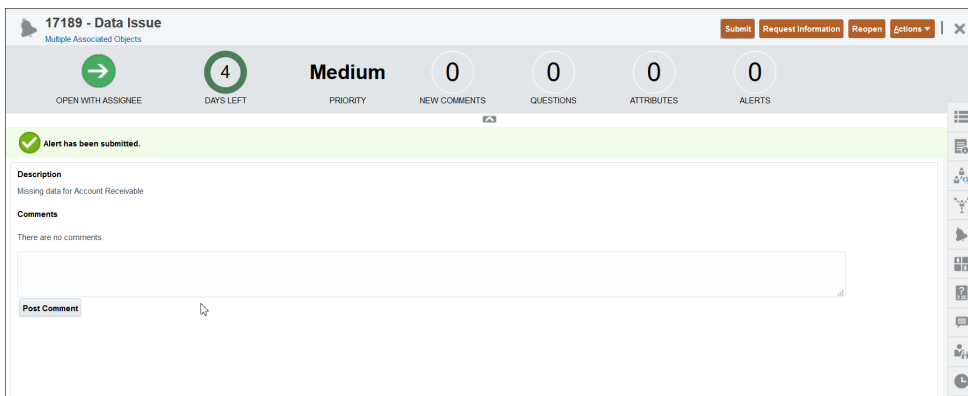 17189 - Data Issue
Multiple Associated Objects
Submit Request Information Reopen Actions
4 Medium 0 0 0 0
OPEN WITH ASSIGNEE DAYS LEFT PRIORITY NEW COMMENTS QUESTIONS ATTRIBUTES ALERTS
Alert has been submitted.
Description
Missing data for Account Receivable
Comments
There are no comments.
Post Comment